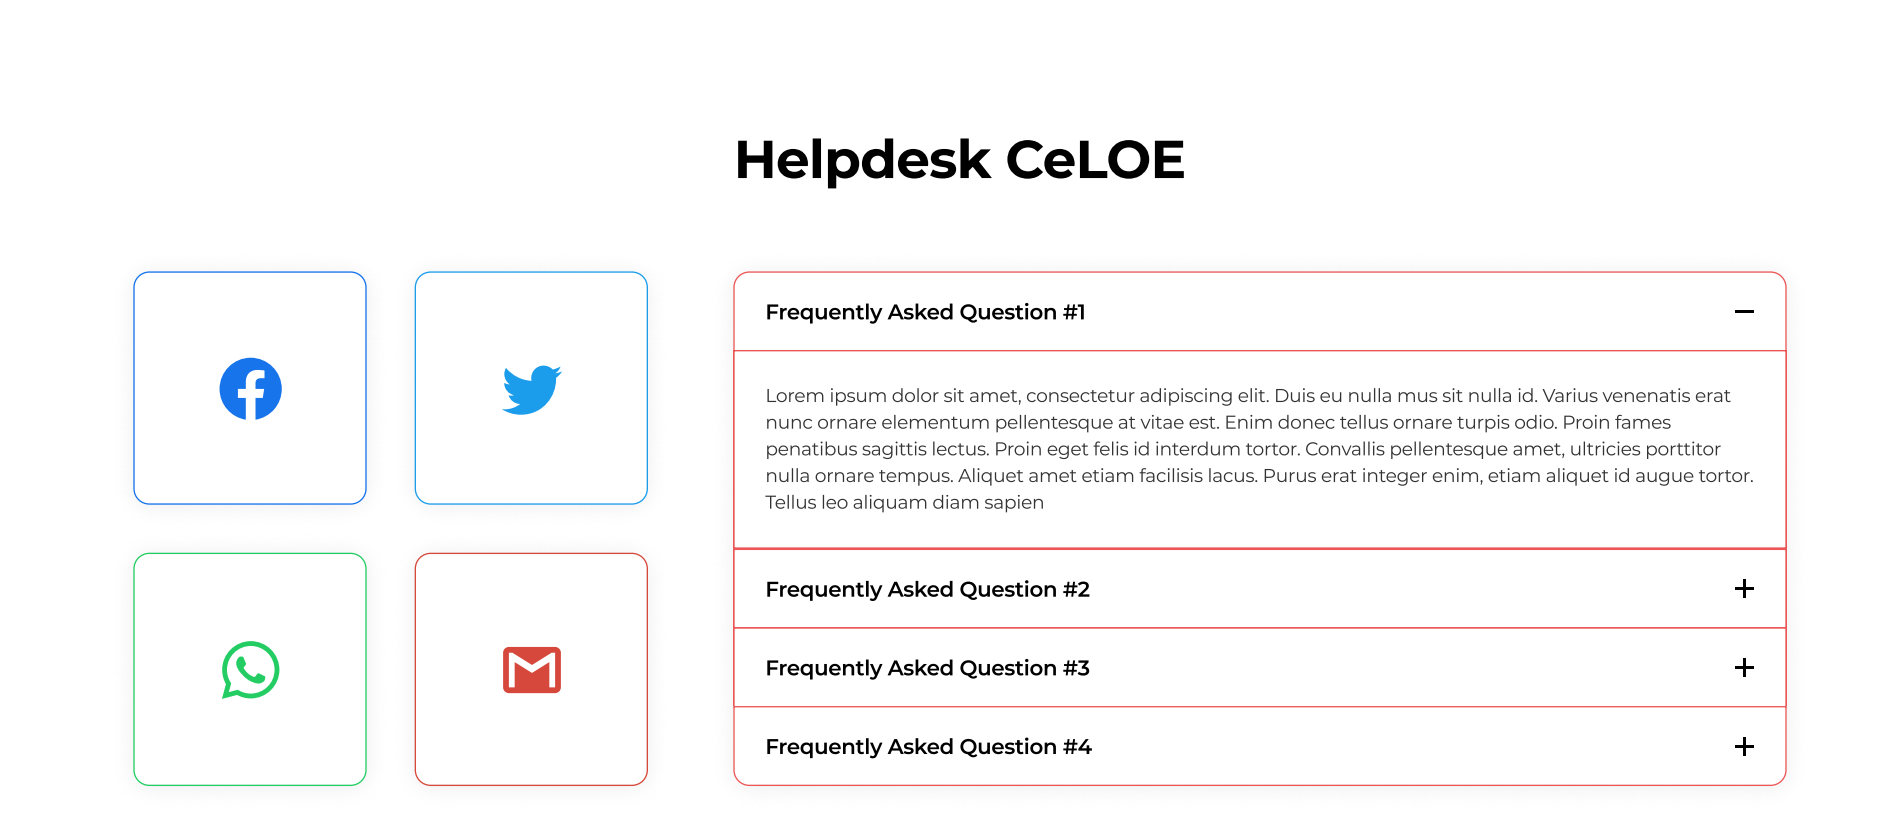 Helpdesk CeLOE
Frequently Asked Question #1
Lorem ipsum dolor sit amet, consectetur adipiscing elit. Duis eu nulla mus sit nulla id. Varius venenatis erat
nunc ornare elementum pellentesque at vitae est. Enim donec tellus ornare turpis odio. Proin fames
penatibus sagittis lectus. Proin eget felis id interdum tortor. Convallis pellentesque amet, ultricies porttitor
nulla ornare tempus. Aliquet amet etiam facilisis lacus. Purus erat integer enim, etiam aliquet id augue tortor.
Tellus leo aliquam diam sapien
Frequently Asked Question #2
Frequently Asked Question #3
Frequently Asked Question #4